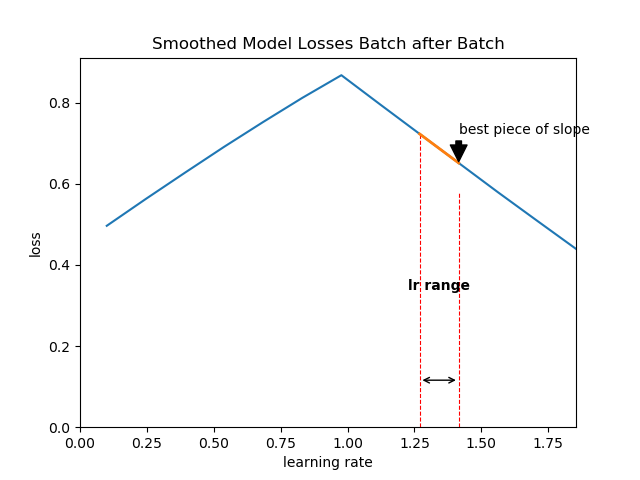 Smoothed Model Losses Batch after Batch
best piece of slope
lr range
loss
0.8
0.6
0.4
0.2
0.0
0.00 0.25 0.50 0.75 1.00 1.25 1.50 1.75
learning rate